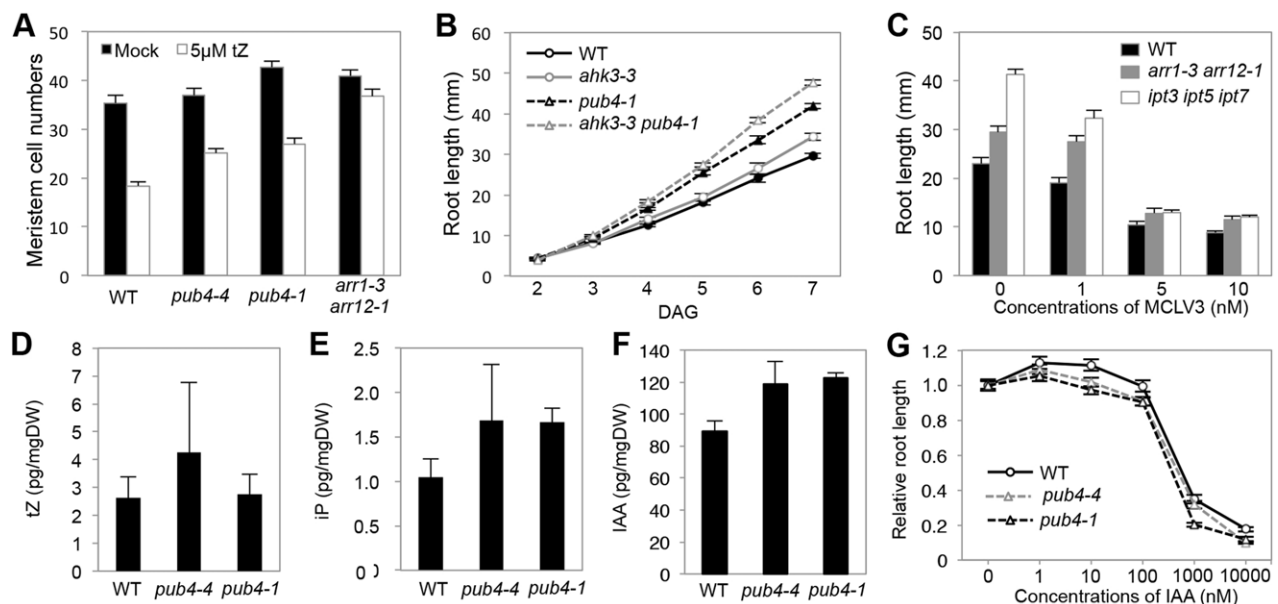 A
Mock 5µM tZ
Meristem cell numbers
50
40
30
20
10
0
WT pub4-4 pub4-1 arr1-3
arr12-1
B
Root length (mm)
60
50
40
30
20
10
0
WT
ahk3-3
pub4-1
ahk3-3 pub4-1
2 3 4 5 6 7
DAG
C
Root length (mm)
50
40
30
20
10
0
WT
arr1-3 arr12-1
ipt3 ipt5 ipt7
0 1 5 10
Concentrations of MCLV3 (nM)
D
tZ (pg/mgDW)
8
7
6
5
4
3
2
1
0
WT pub4-4 pub4-1
E
iP (pg/mgDW)
2.5
2.0
1.5
1.0
0.5
0
WT pub4-4 pub4-1
F
IAA (pg/mgDW)
140
120
100
80
60
40
20
0
WT pub4-4 pub4-1
G
Relative root length
1.2
1.0
0.8
0.6
0.4
0.2
0
WT
pub4-4
pub4-1
0 1 10 100 1000 10000
Concentrations of IAA (nM)